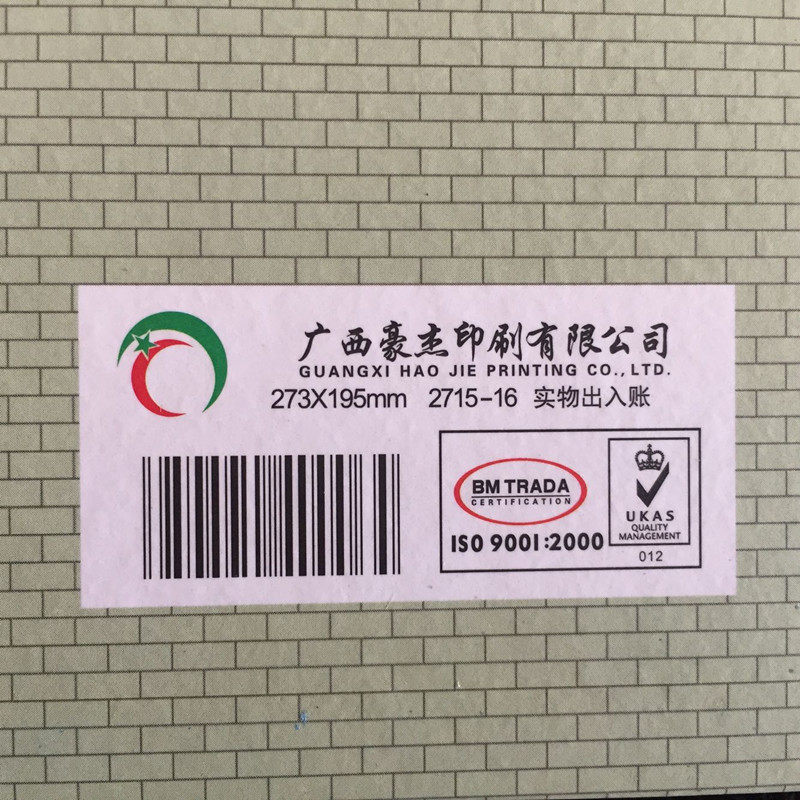 广西豪杰印刷有限公司
GUANGXI HAO JIE PRINTING CO.,LTD.
273X195mm 2715-16 实物出入账
BM TRADA
CERTIFICATION
ISO 9001:2000
UKAS
QUALITY
MANAGEMENT
012